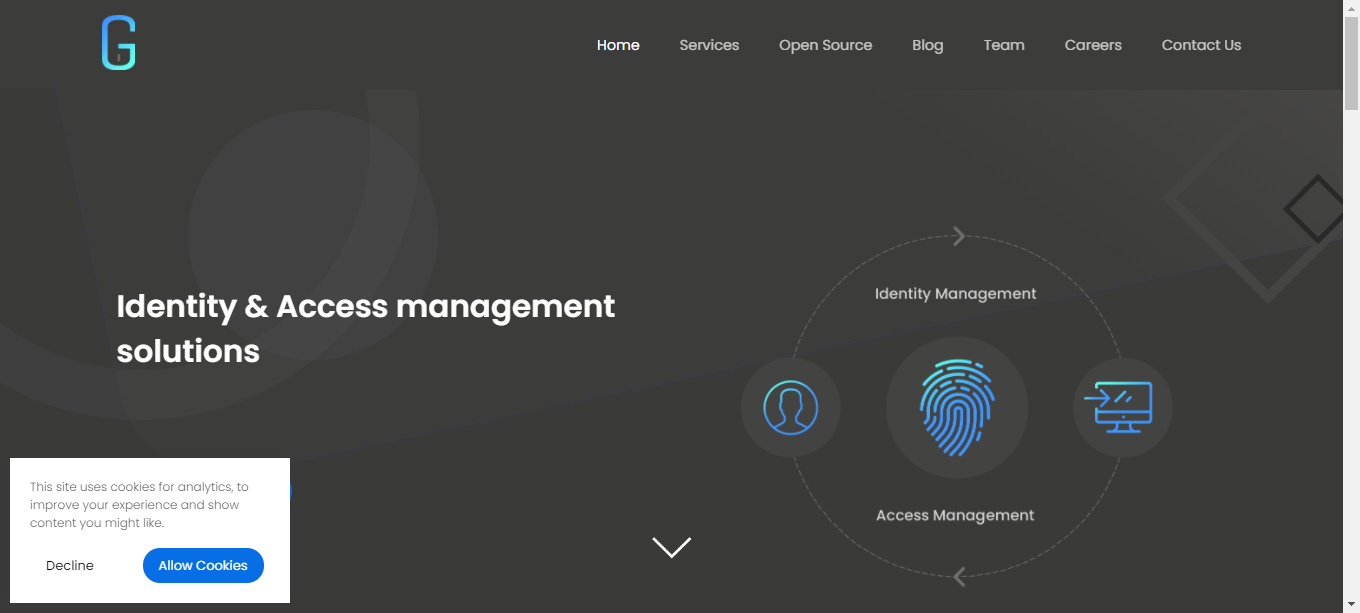 G
Home Services Open Source Blog Team Careers Contact Us
Identity & Access management
solutions
Identity Management
Access Management
This site uses cookies for analytics, to
improve your experience and show
content you might like.
Decline Allow Cookies